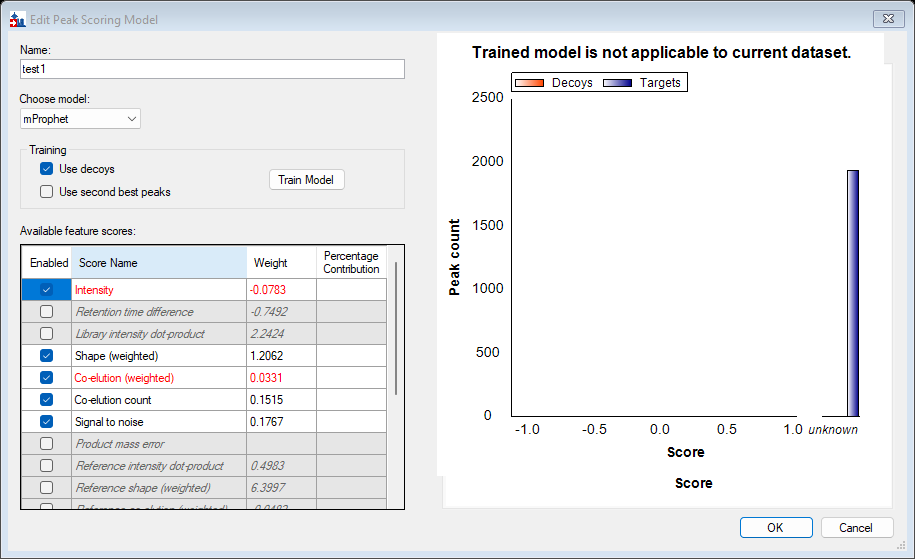 Edit Peak Scoring Model
Name:
test1
Choose model:
mProphet
Training
Use decoys
Use second best peaks
Train Model
Available feature scores:
Enabled Score Name Weight Percentage Contribution
Intensity -0.0783
Retention time difference -0.7492
Library intensity dot-product 2.2424
Shape (weighted) 1.2062
Co-elution (weighted) 0.0331
Co-elution count 0.1515
Signal to noise 0.1767
Product mass error
Reference intensity dot-product 0.4983
Reference shape (weighted) 6.3997
Trained model is not applicable to current dataset.
Decoys Targets
2500
2000
1500
1000
500
0
Peak count
-1.0 -0.5 0.0 0.5 1.0 unknown
Score
Score
OK Cancel